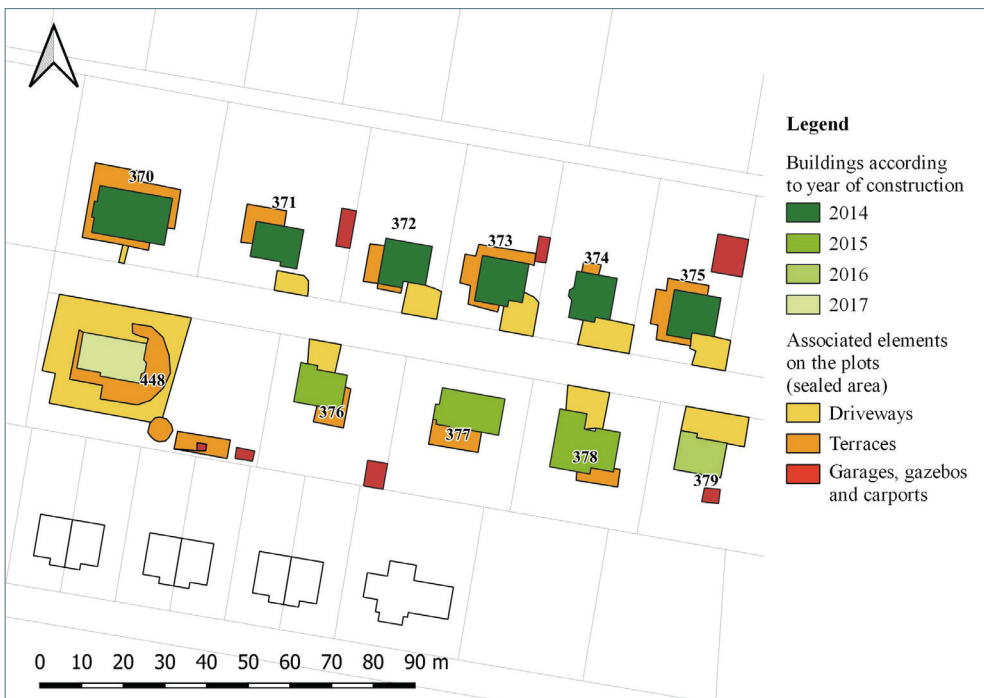 370
371
372
373
374
375
448
376
377
378
379
0 10 20 30 40 50 60 70 80 90 m
Legend
Buildings according
to year of construction
2014
2015
2016
2017
Associated elements
on the plots
(sealed area)
Driveways
Terraces
Garages, gazebos
and carports